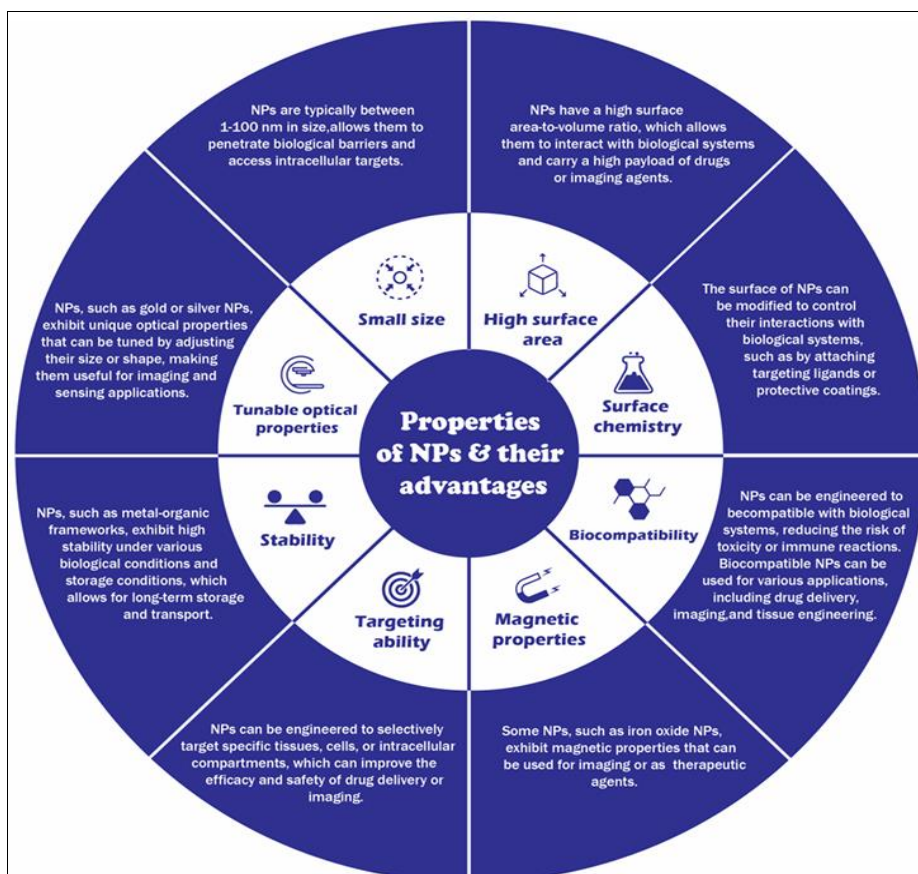 Properties
of NPs & their
advantages
Small size
NPs are typically between
1-100 nm in size,allows them to
penetrate biological barriers and
access intracellular targets.
High surface
area
NPs have a high surface
area-to-volume ratio, which allows
them to interact with biological systems
and carry a high payload of drugs
or imaging agents.
Surface
chemistry
The surface of NPs can
be modified to control
their interactions with
biological systems,
such as by attaching
targeting ligands or
protective coatings.
Biocompatibility
NPs can be engineered to
becompatible with biological
systems, reducing the risk of
toxicity or immune reactions.
Biocompatible NPs can be
used for various applications,
including drug delivery,
imaging,and tissue engineering.
Magnetic
properties
Some NPs, such as iron oxide NPs,
exhibit magnetic properties that can
be used for imaging or as therapeutic
agents.
Targeting
ability
NPs can be engineered to selectively
target specific tissues, cells, or intracellular
compartments, which can improve the
efficacy and safety of drug delivery or
imaging.
Stability
NPs, such as metal-organic
frameworks, exhibit high
stability under various
biological conditions and
storage conditions, which
allows for long-term storage
and transport.
Tunable optical
properties
NPs, such as gold or silver NPs,
exhibit unique optical properties
that can be tuned by adjusting
their size or shape, making
them useful for imaging and
sensing applications.